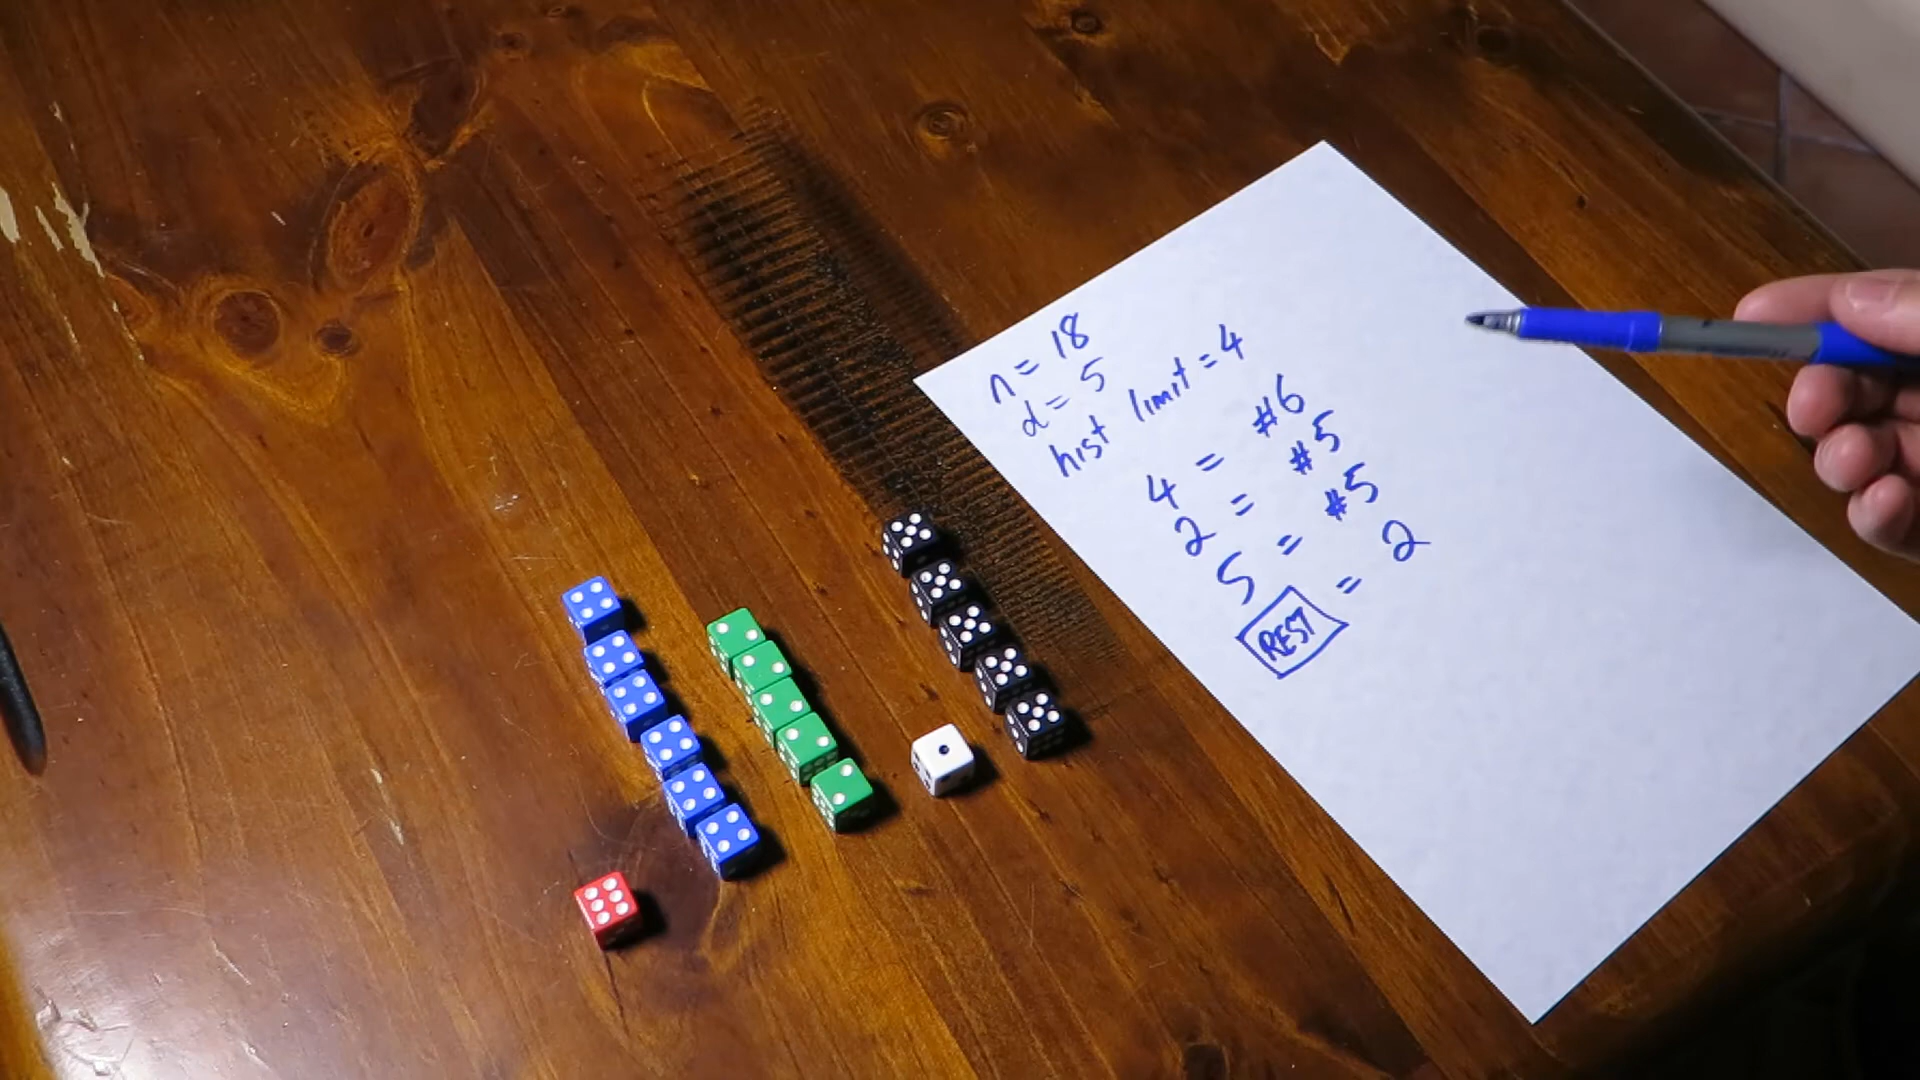 n = 18
d = 5
hist limit = 4
4 = #6
2 = #5
5 = #5
REST = 2